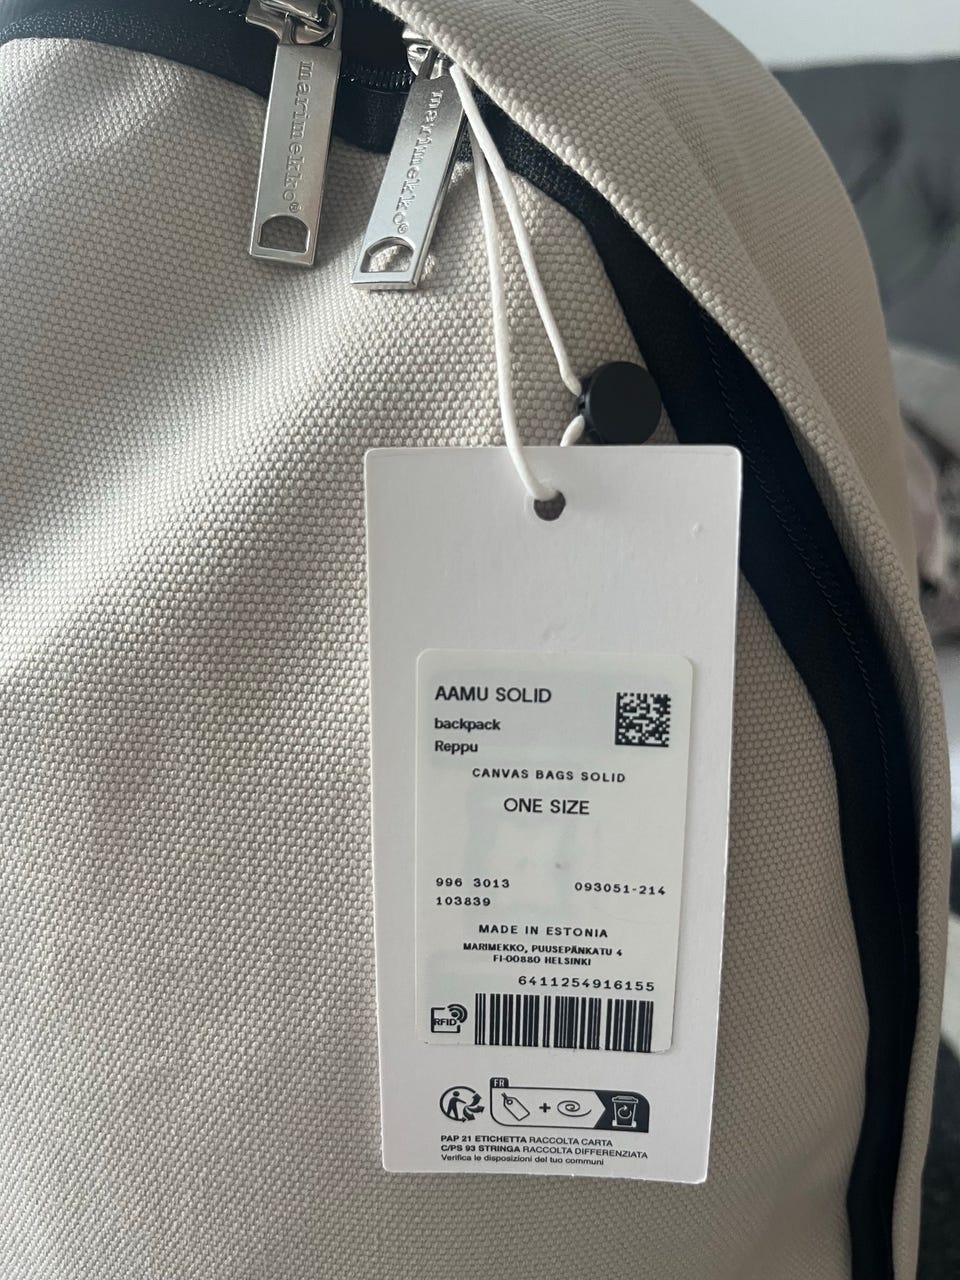 marimekko®
marimekko®
AAMU SOLID
backpack
Reppu
CANVAS BAGS SOLID
ONE SIZE
996 3013
093051-214
103839
MADE IN ESTONIA
MARIMEKKO, PUUSEPÄNKATU 4
FI-00880 HELSINKI
6411254916155
RFID
FR
+
PAP 21 ETICHETTA RACCOLTA CARTA
C/PS 93 STRINGA RACCOLTA DIFFERENZIATA
Verifica le disposizioni del tuo communi